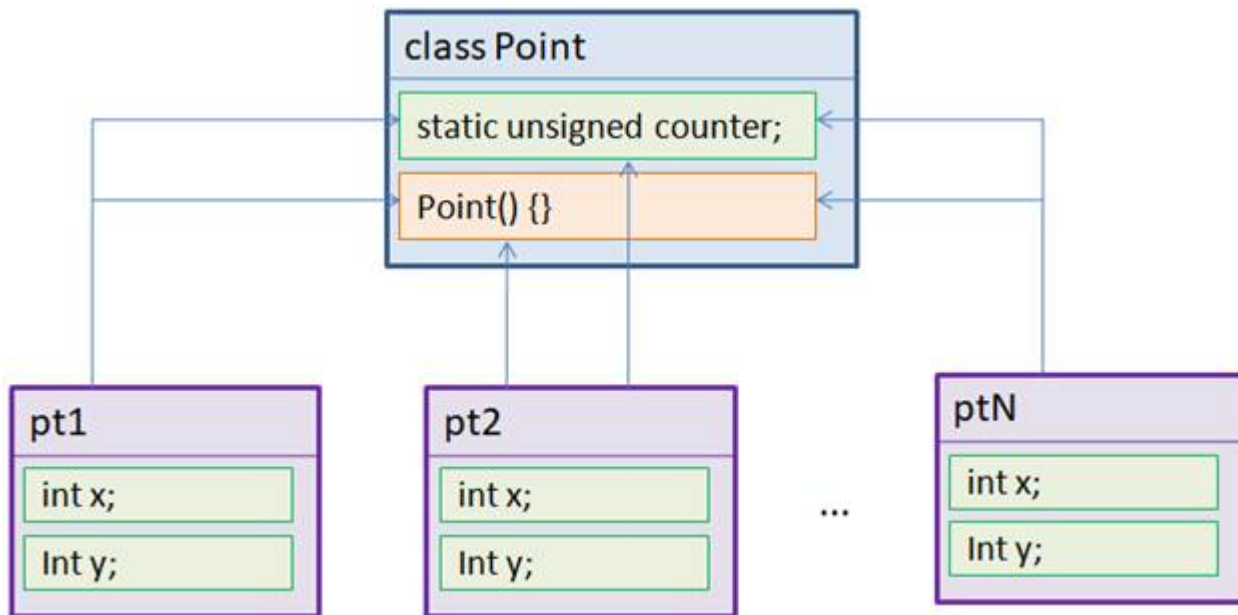 class Point
static unsigned counter;
Point() {}
pt1
int x;
Int y;
pt2
int x;
Int y;
...
ptN
int x;
Int y;